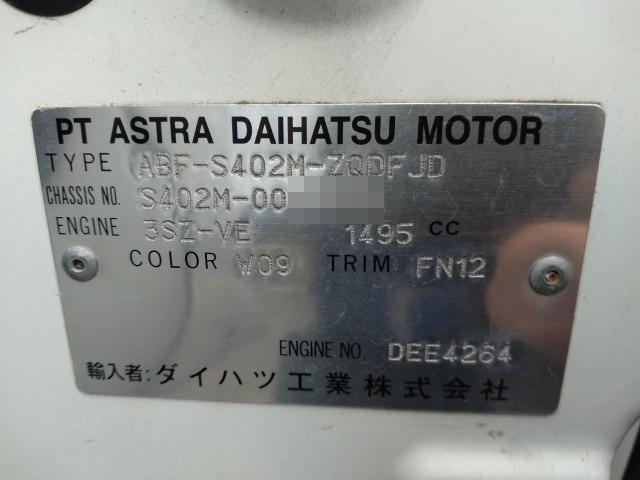 PT ASTRA DAIHATSU MOTOR
TYPE ABF-S402M-ZQDFJD
CHASSIS NO. S402M-00
ENGINE 3SZ-VE 1495 CC
COLOR W09 TRIM FN12
ENGINE NO. DEE4264
輸入者:ダイハツ工業株式会社